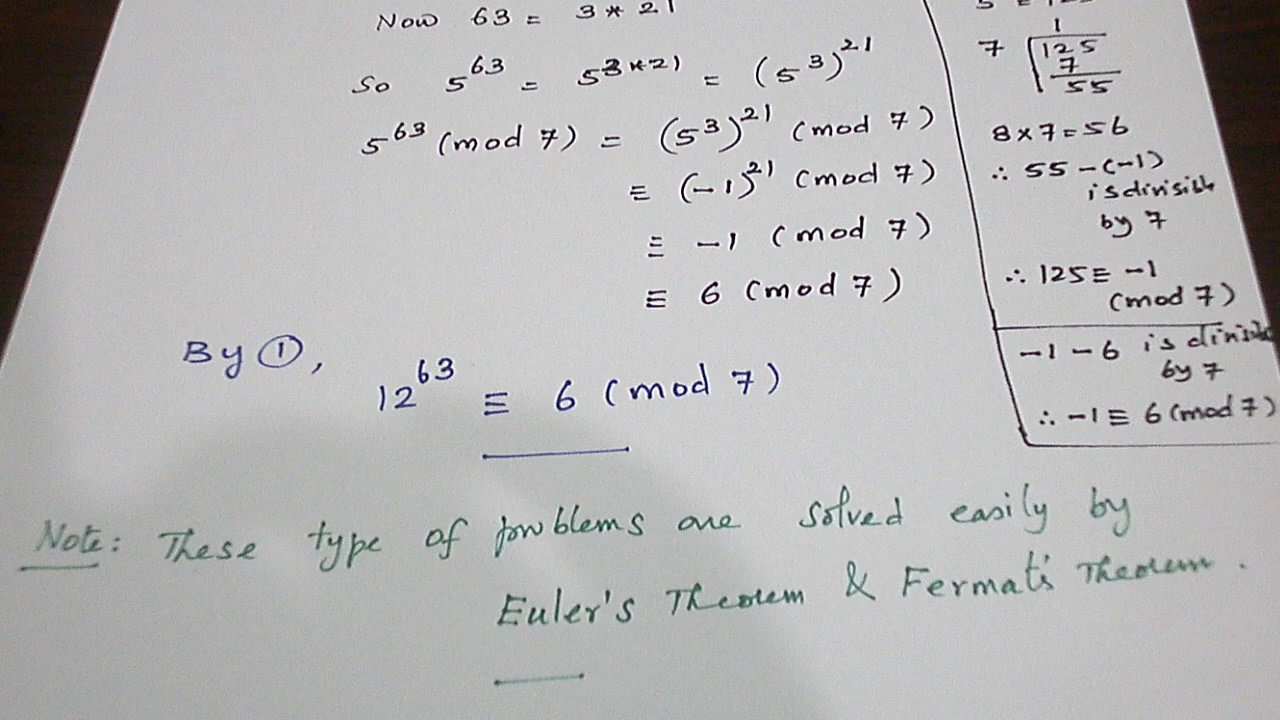 Now 63 = 3 * 21
So 5^63 = 5^3*21 = (5^3)^21
5^63 (mod 7) = (5^3)^21 (mod 7)
≡ (-1)^21 (mod 7)
≡ -1 (mod 7)
≡ 6 (mod 7)
By ①,
12^63 ≡ 6 (mod 7)
1
7 125
7
55
8 x 7 = 56
∴ 55 - (-1)
is divisible
by 7
∴ 125 ≡ -1
(mod 7)
-1 - 6 is
by 7
∴ -1 ≡ 6 (mod 7)
Note: These type of problems are solved easily by
Euler's Theorem & Fermat's Theorem.